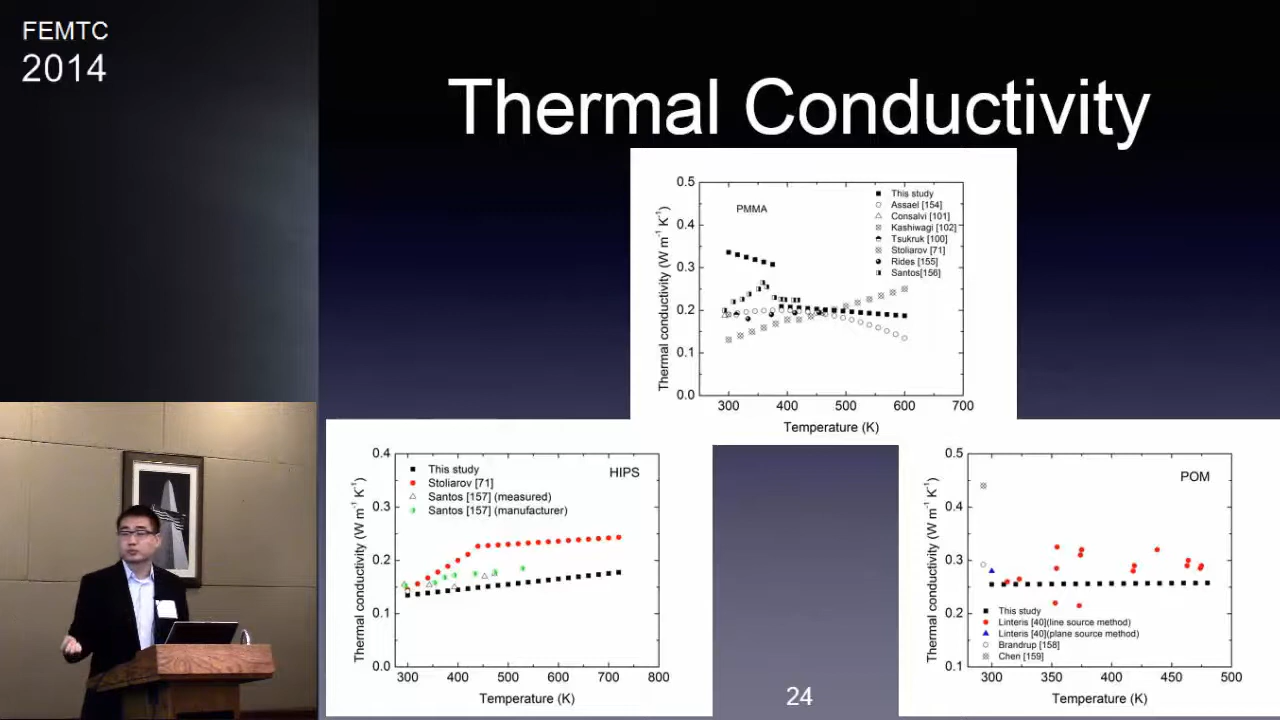 FEMTC
2014
Thermal Conductivity
0.5
0.4
0.3
0.2
0.1
0.0
Thermal conductivity (W m⁻¹ K⁻¹)
PMMA
This study
Assael [154]
Consalvi [101]
Kashiwagi [102]
Tsukruk [100]
Stoliarov [71]
Rides [155]
Santos[156]
300 400 500 600 700
Temperature (K)
0.4
0.3
0.2
0.1
0.0
Thermal conductivity (W m⁻¹ K⁻¹)
This study
Stoliarov [71]
Santos [157] (measured)
Santos [157] (manufacturer)
HIPS
300 400 500 600 700 800
Temperature (K)
24
0.5
0.4
0.3
0.2
0.1
Thermal conductivity (W m⁻¹ K⁻¹)
POM
This study
Linteris [40](line source method)
Linteris [40](plane source method)
Brandrup [158]
Chen [159]
300 350 400 450 500
Temperature (K)